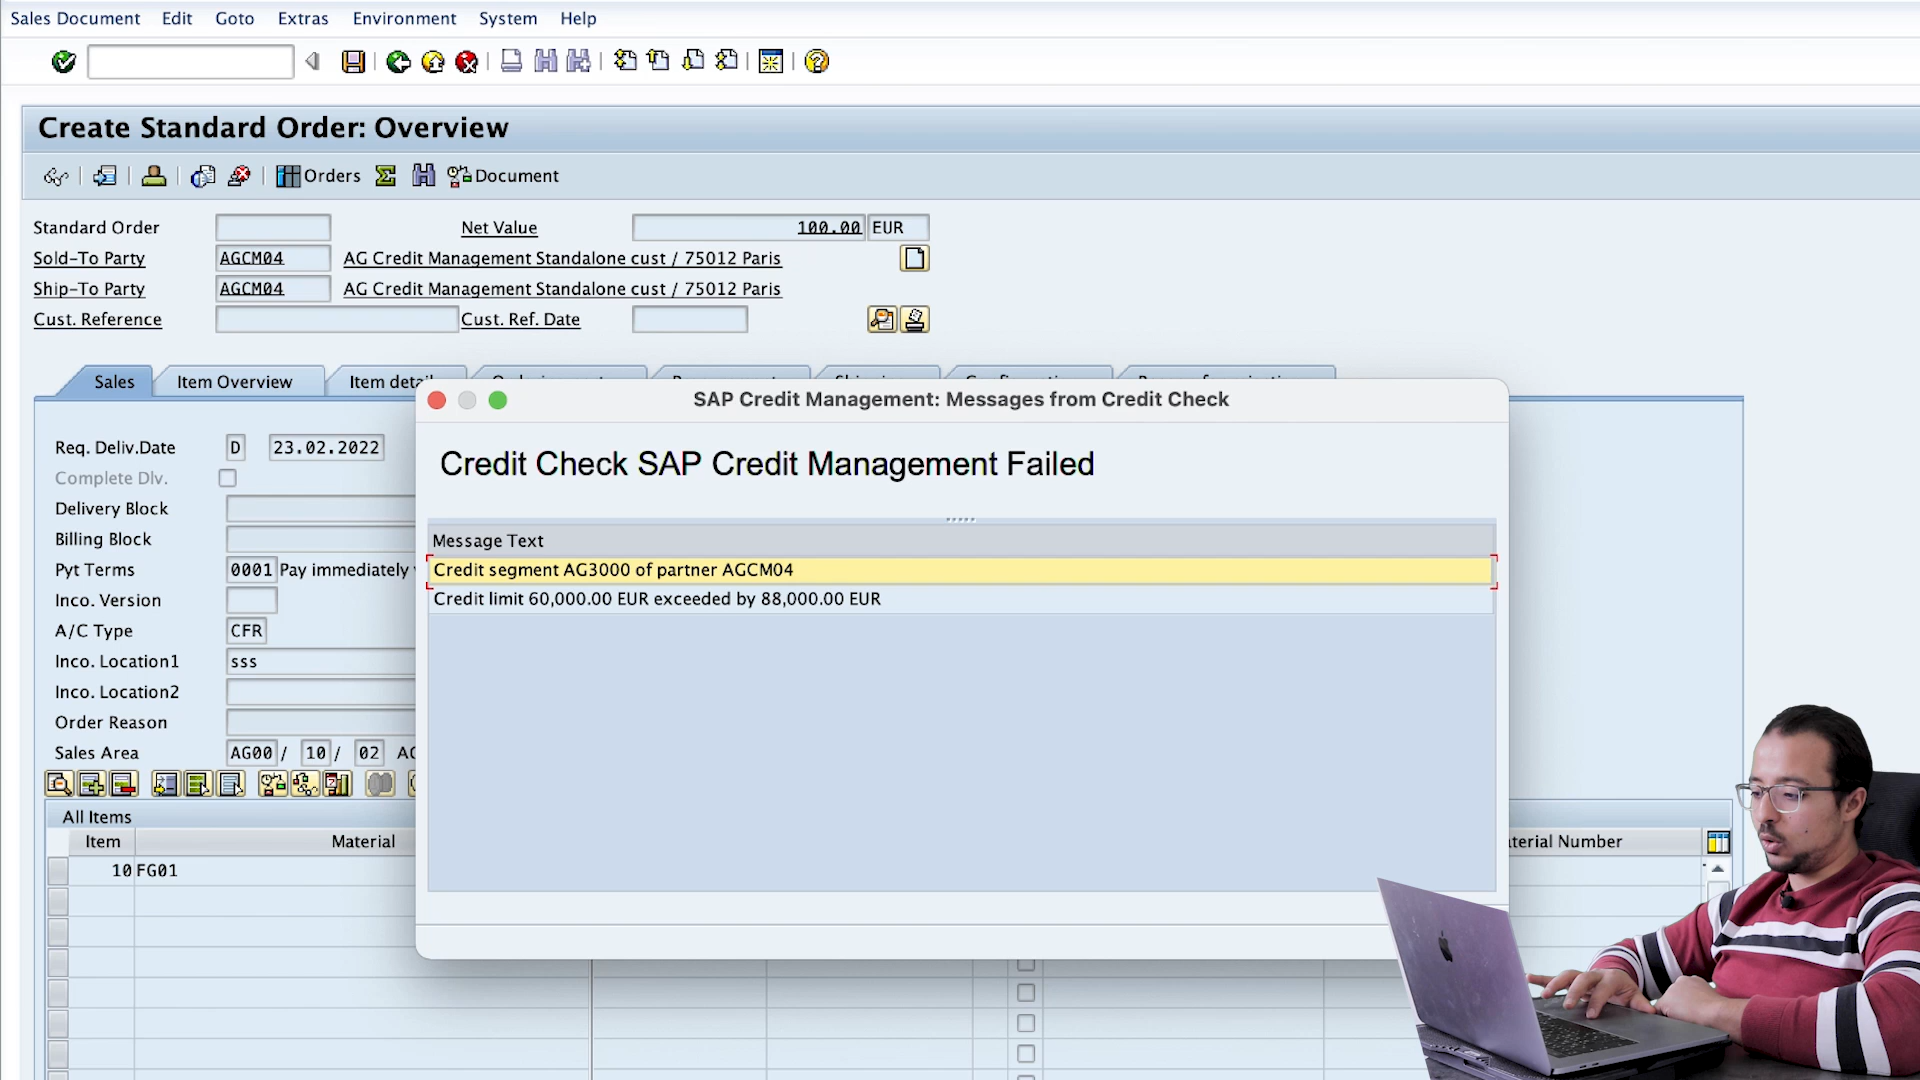 Sales Document Edit Goto Extras Environment System Help
Create Standard Order: Overview
Orders Document
Standard Order Net Value 100.00 EUR
Sold-To Party AGCM04 AG Credit Management Standalone cust / 75012 Paris
Ship-To Party AGCM04 AG Credit Management Standalone cust / 75012 Paris
Cust. Reference Cust. Ref. Date
Sales Item Overview Item detai
SAP Credit Management: Messages from Credit Check
Credit Check SAP Credit Management Failed
Message Text
Credit segment AG3000 of partner AGCM04
Credit limit 60,000.00 EUR exceeded by 88,000.00 EUR
Req. Deliv.Date D 23.02.2022
Complete Dlv.
Delivery Block
Billing Block
Pyt Terms 0001 Pay immediately
Inco. Version
A/C Type CFR
Inco. Location1 sss
Inco. Location2
Order Reason
Sales Area AG00 / 10 / 02 AC
All Items
Item Material terial Number
10 FG01